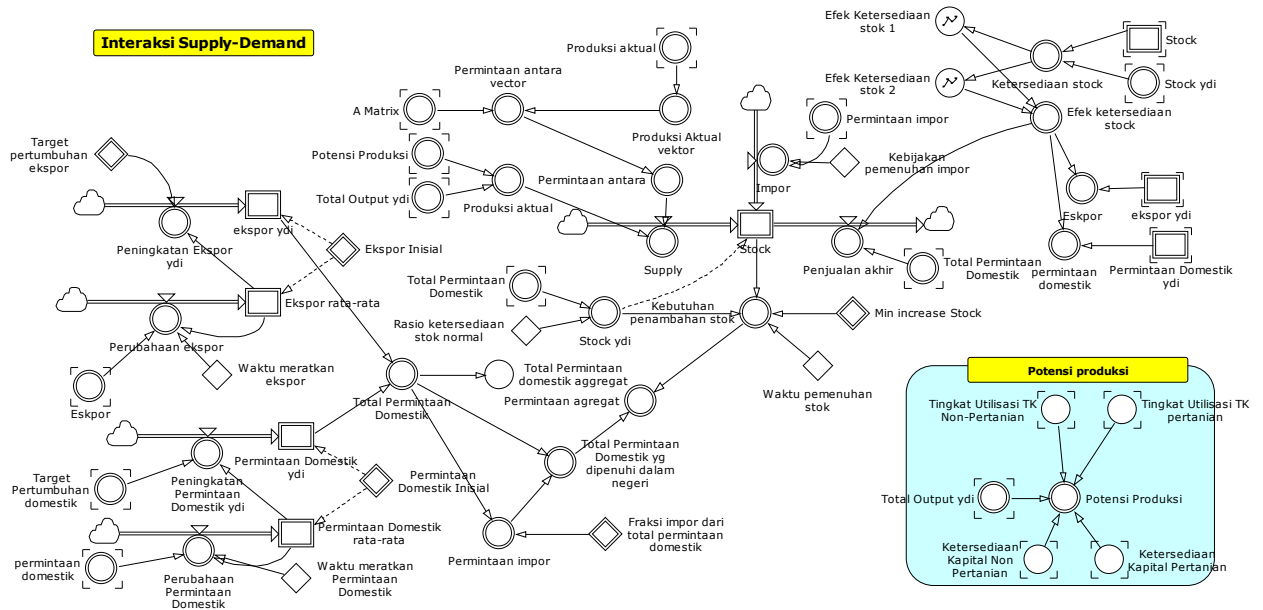 Interaksi Supply-Demand
Efek Ketersediaan
stok 1
Stock
Ketersediaan stock
Stock ydi
Efek Ketersediaan
stok 2
Efek ketersediaan
stock
Produksi aktual
Permintaan antara
vector
A Matrix
Produksi Aktual
vektor
Permintaan impor
Target
pertumbuhan
ekspor
Potensi Produksi
Total Output ydi
Produksi aktual
Permintaan antara
Impor
Kebijakan
pemenuhan impor
Eskpor
ekspor ydi
ekspor ydi
Peningkatan Ekspor
ydi
Ekspor Inisial
Supply
Stock
Penjualan akhir
Total Permintaan
Domestik
permintaan
domestik
Permintaan Domestik
ydi
Ekspor rata-rata
Perubahaan ekspor
Waktu meratkan
ekspor
Eskpor
Total Permintaan
Domestik
Rasio ketersediaan
stok normal
Stock ydi
Kebutuhan
penambahan stok
Min increase Stock
Waktu pemenuhan
stok
Total Permintaan
Domestik
Total Permintaan
domestik aggregat
Permintaan agregat
Total Permintaan
Domestik yg
dipenuhi dalam
negeri
Permintaan Domestik
ydi
Target
Pertumbuhan
domestik
Peningkatan
Permintaan
Domestik ydi
Permintaan
Domestik Inisial
Permintaan Domestik
rata-rata
permintaan
domestik
Perubahaan
Permintaan
Domestik
Waktu meratkan
Permintaan
Domestik
Permintaan impor
Fraksi impor dari
total permintaan
domestik
Potensi produksi
Tingkat Utilisasi TK
Non-Pertanian
Tingkat Utilisasi TK
pertanian
Total Output ydi
Potensi Produksi
Ketersediaan
Kapital Non
Pertanian
Ketersediaan
Kapital Pertanian